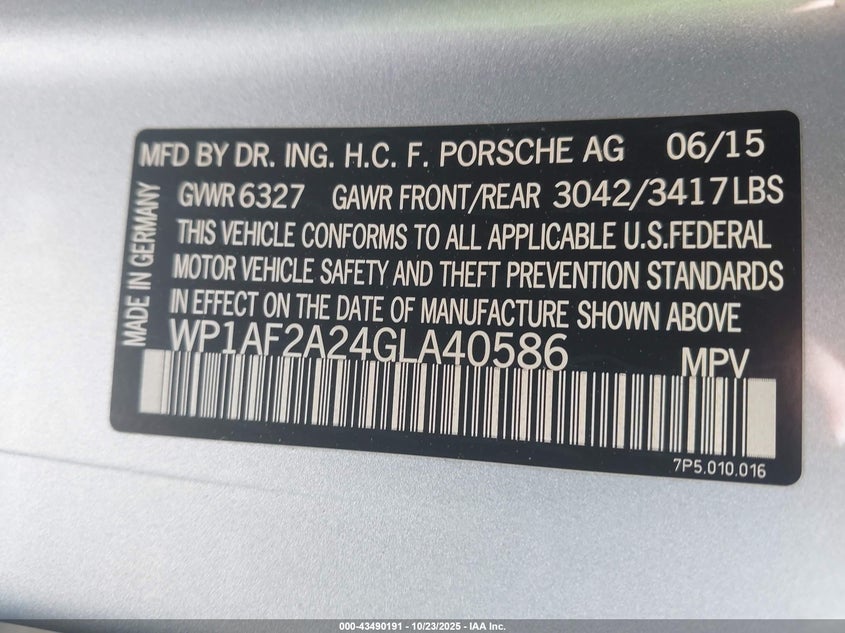 MFD BY DR. ING. H.C. F. PORSCHE AG 06/15
GVWR 6327 GAWR FRONT/REAR 3042/3417 LBS
THIS VEHICLE CONFORMS TO ALL APPLICABLE U.S.FEDERAL
MOTOR VEHICLE SAFETY AND THEFT PREVENTION STANDARDS
IN EFFECT ON THE DATE OF MANUFACTURE SHOWN ABOVE
WP1AF2A24GLA40586 MPV
7P5.010.016
MADE IN GERMANY
000-43490191 - 10/23/2025 - IAA Inc.